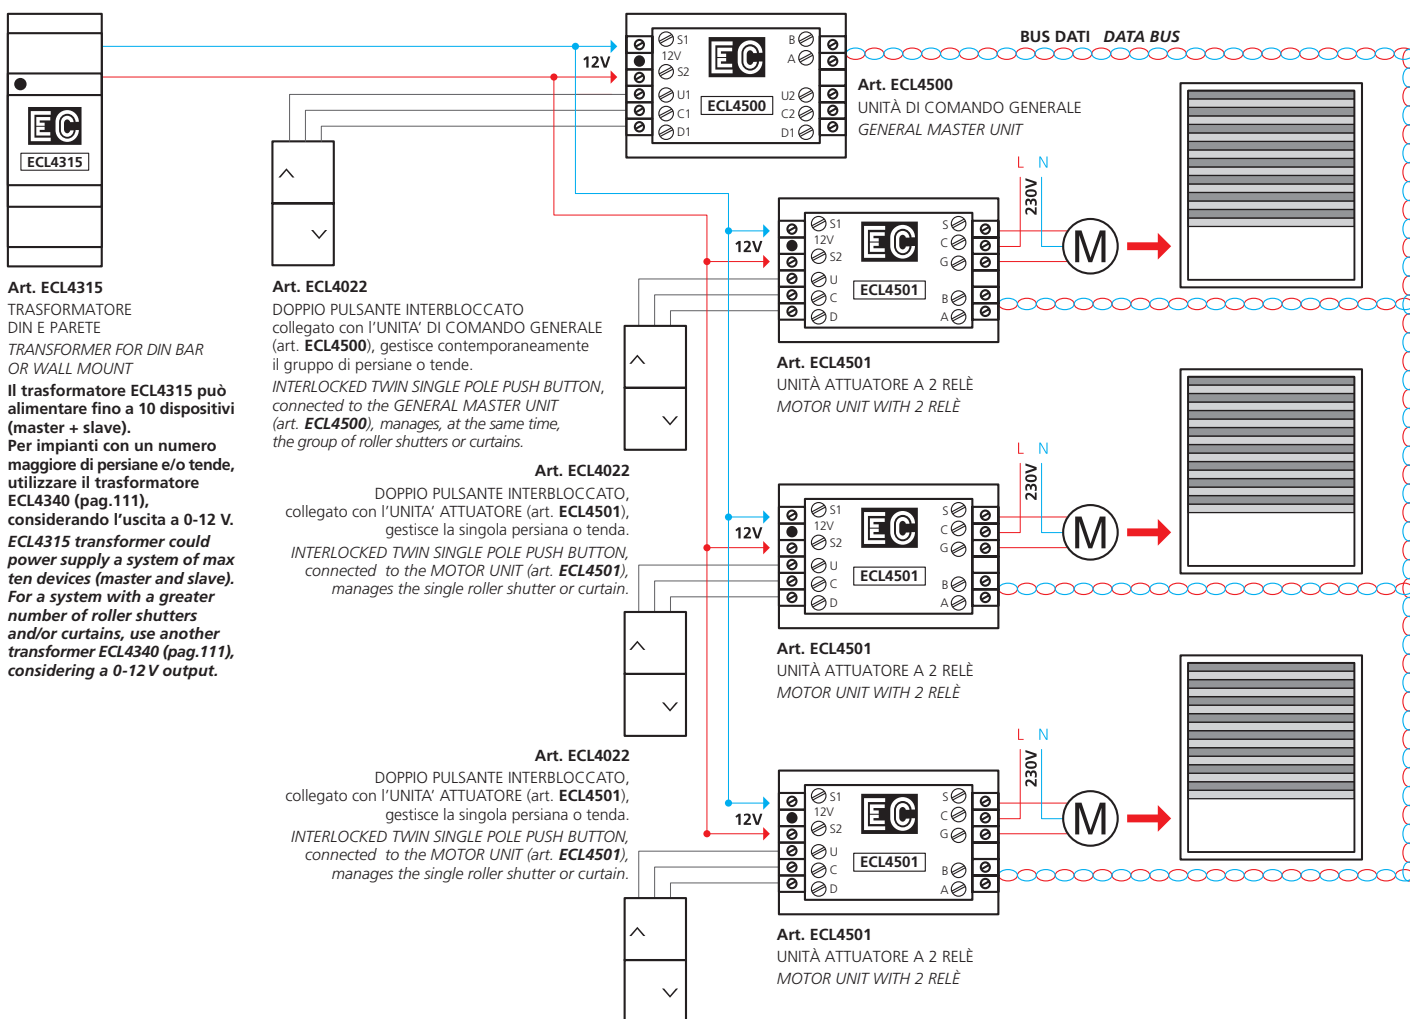 BUS DATI DATA BUS
S1
12V
S2
U1
C1
D1
B
A
U2
C2
D1
EC
ECL4500
12V
Art. ECL4500
UNITÀ DI COMANDO GENERALE
GENERAL MASTER UNIT
EC
ECL4315
Art. ECL4315
TRASFORMATORE
DIN E PARETE
TRANSFORMER FOR DIN BAR
OR WALL MOUNT
Il trasformatore ECL4315 può
alimentare fino a 10 dispositivi
(master + slave).
Per impianti con un numero
maggiore di persiane e/o tende,
utilizzare il trasformatore
ECL4340 (pag.111),
considerando l'uscita a 0-12 V.
ECL4315 transformer could
power supply a system of max
ten devices (master and slave).
For a system with a greater
number of roller shutters
and/or curtains, use another
transformer ECL4340 (pag.111),
considering a 0-12 V output.
Art. ECL4022
DOPPIO PULSANTE INTERBLOCCATO
collegato con l'UNITA' DI COMANDO GENERALE
(art. ECL4500), gestisce contemporaneamente
il gruppo di persiane o tende.
INTERLOCKED TWIN SINGLE POLE PUSH BUTTON,
connected to the GENERAL MASTER UNIT
(art. ECL4500), manages, at the same time,
the group of roller shutters or curtains.
12V
S1
12V
S2
U
C
D
EC
ECL4501
S
C
G
B
A
L N
230V
M
Art. ECL4501
UNITÀ ATTUATORE A 2 RELÈ
MOTOR UNIT WITH 2 RELÈ
Art. ECL4022
DOPPIO PULSANTE INTERBLOCCATO,
collegato con l'UNITA' ATTUATORE (art. ECL4501),
gestisce la singola persiana o tenda.
INTERLOCKED TWIN SINGLE POLE PUSH BUTTON,
connected to the MOTOR UNIT (art. ECL4501),
manages the single roller shutter or curtain.
12V
S1
12V
S2
U
C
D
EC
ECL4501
S
C
G
B
A
L N
230V
M
Art. ECL4501
UNITÀ ATTUATORE A 2 RELÈ
MOTOR UNIT WITH 2 RELÈ
Art. ECL4022
DOPPIO PULSANTE INTERBLOCCATO,
collegato con l'UNITA' ATTUATORE (art. ECL4501),
gestisce la singola persiana o tenda.
INTERLOCKED TWIN SINGLE POLE PUSH BUTTON,
connected to the MOTOR UNIT (art. ECL4501),
manages the single roller shutter or curtain.
12V
S1
12V
S2
U
C
D
EC
ECL4501
S
C
G
B
A
L N
230V
M
Art. ECL4501
UNITÀ ATTUATORE A 2 RELÈ
MOTOR UNIT WITH 2 RELÈ